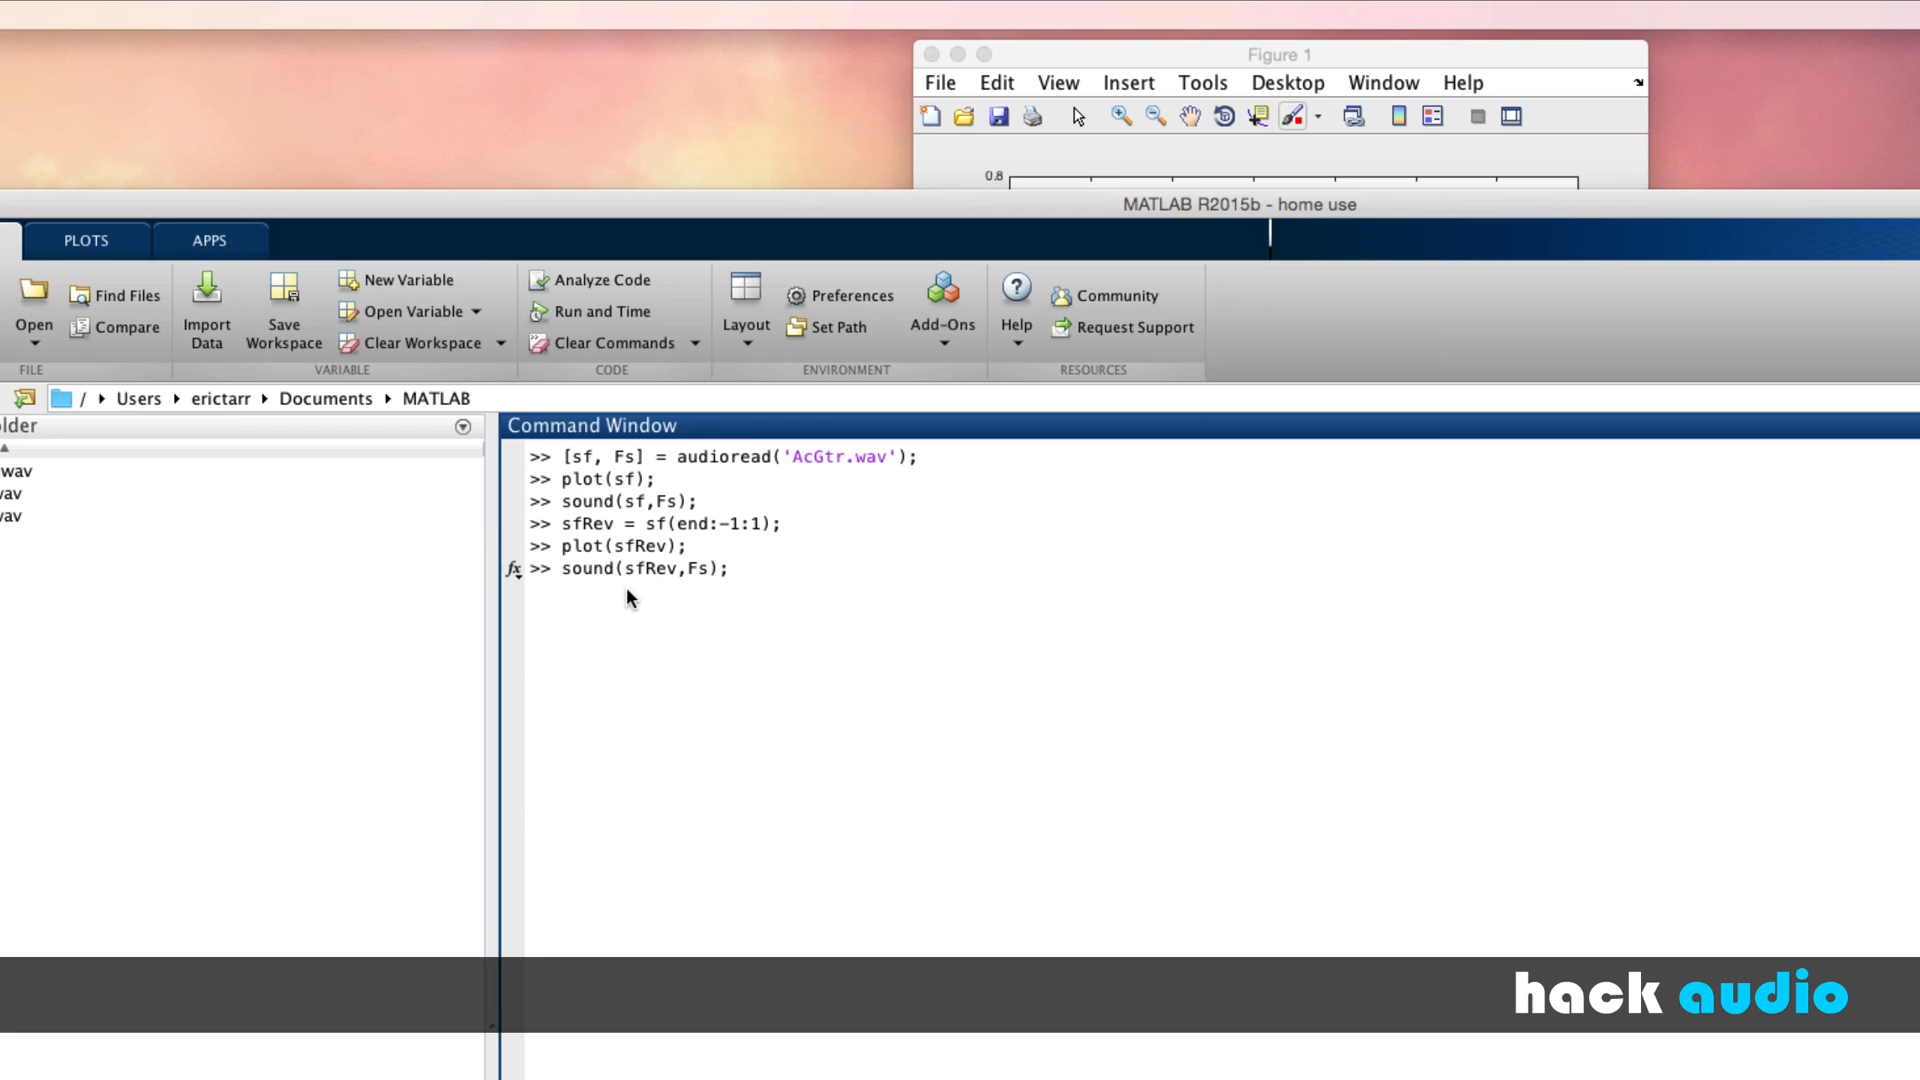 Figure 1
File Edit View Insert Tools Desktop Window Help
0.8
MATLAB R2015b - home use
PLOTS APPS
Open
Find Files
Compare
Import Data
Save Workspace
New Variable
Open Variable
Clear Workspace
Analyze Code
Run and Time
Clear Commands
Layout
Preferences
Set Path
Add-Ons
Help
Community
Request Support
FILE VARIABLE CODE ENVIRONMENT RESOURCES
/ Users erictarr Documents MATLAB
older
wav
vav
vav
Command Window
>> [sf, Fs] = audioread('AcGtr.wav');
>> plot(sf);
>> sound(sf,Fs);
>> sfRev = sf(end:-1:1);
>> plot(sfRev);
fx >> sound(sfRev,Fs);
hack audio